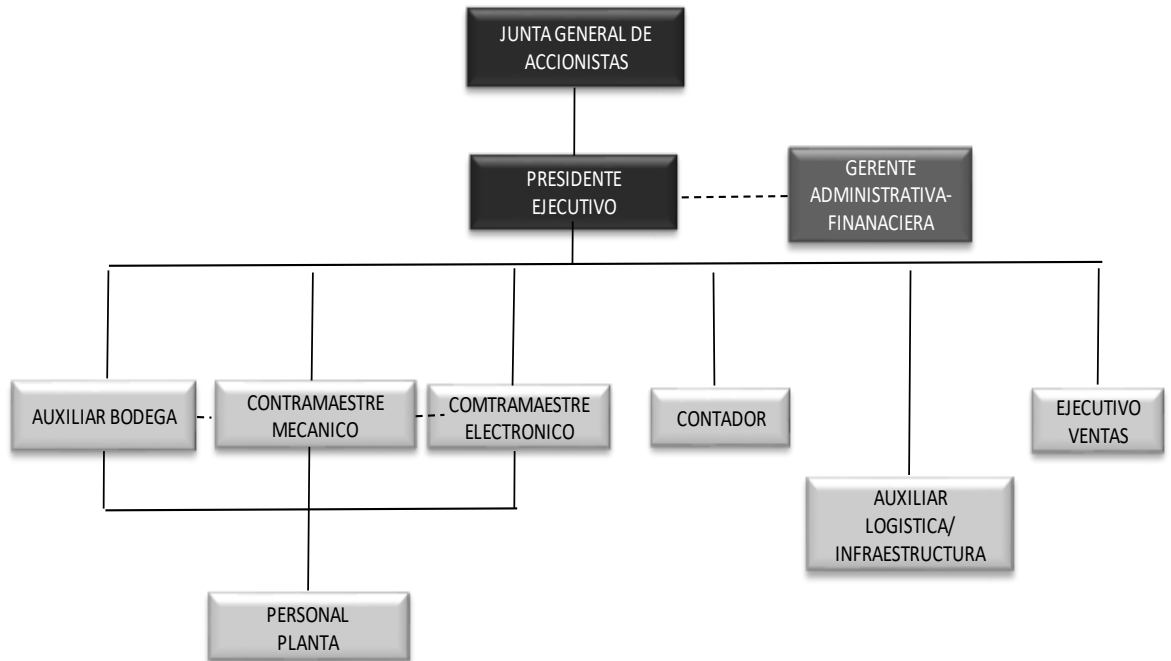 JUNTA GENERAL DE
ACCIONISTAS
PRESIDENTE
EJECUTIVO
GERENTE
ADMINISTRATIVA-
FINANACIERA
AUXILIAR BODEGA
CONTRAMAESTRE
MECANICO
COMTRAMAESTRE
ELECTRONICO
CONTADOR
EJECUTIVO
VENTAS
AUXILIAR
LOGISTICA/
INFRAESTRUCTURA
PERSONAL
PLANTA